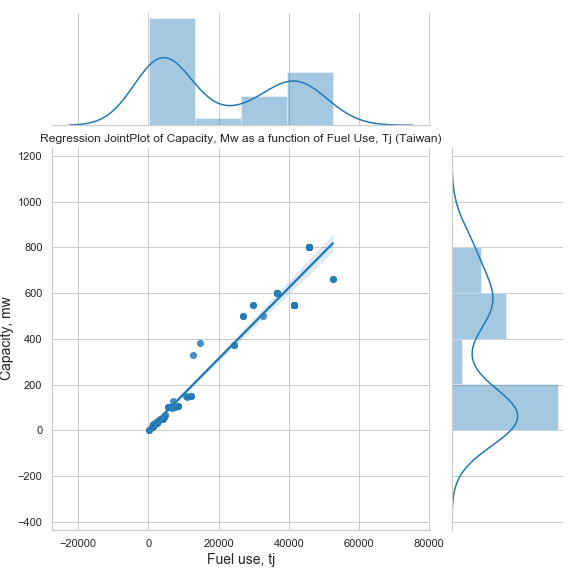 Regression JointPlot of Capacity, Mw as a function of Fuel Use, Tj (Taiwan)
1200
1000
800
600
400
200
0
−200
−400
Capacity, mw
−20000 0 20000 40000 60000 80000
Fuel use, tj